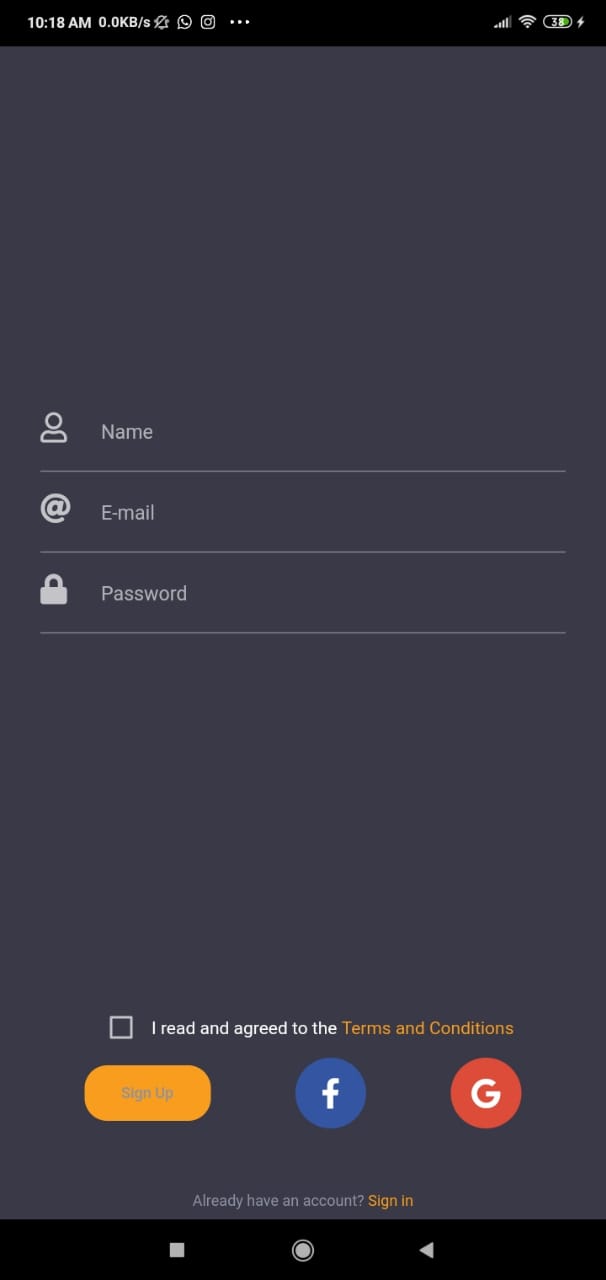 10:18 AM 0.0KB/s 38
Name
@ E-mail
Password
I read and agreed to the Terms and Conditions
Sign Up f G
Already have an account? Sign in